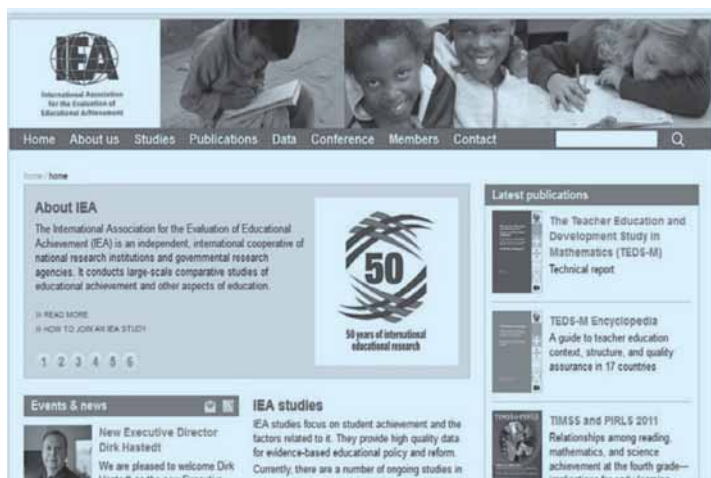 IEA
International Association
for the Evaluation of
Educational Achievement
Home About us Studies Publications Data Conference Members Contact
home / home
About IEA
The International Association for the Evaluation of Educational
Achievement (IEA) is an independent, international cooperative of
national research institutions and governmental research
agencies. It conducts large-scale comparative studies of
educational achievement and other aspects of education.
» READ MORE
» HOW TO JOIN AN IEA STUDY
1 2 3 4 5 6
50
50 years of international
educational research
Events & news
New Executive Director
Dirk Hastedt
We are pleased to welcome Dirk
Hastedt as the new Executive
IEA studies
IEA studies focus on student achievement and the
factors related to it. They provide high quality data
for evidence-based educational policy and reform.
Currently, there are a number of ongoing studies in
Latest publications
The Teacher Education and
Development Study in
Mathematics (TEDS-M)
Technical report
TEDS-M Encyclopedia
A guide to teacher education
context, structure, and quality
assurance in 17 countries
TIMSS and PIRLS 2011
Relationships among reading,
mathematics, and science
achievement at the fourth grade—